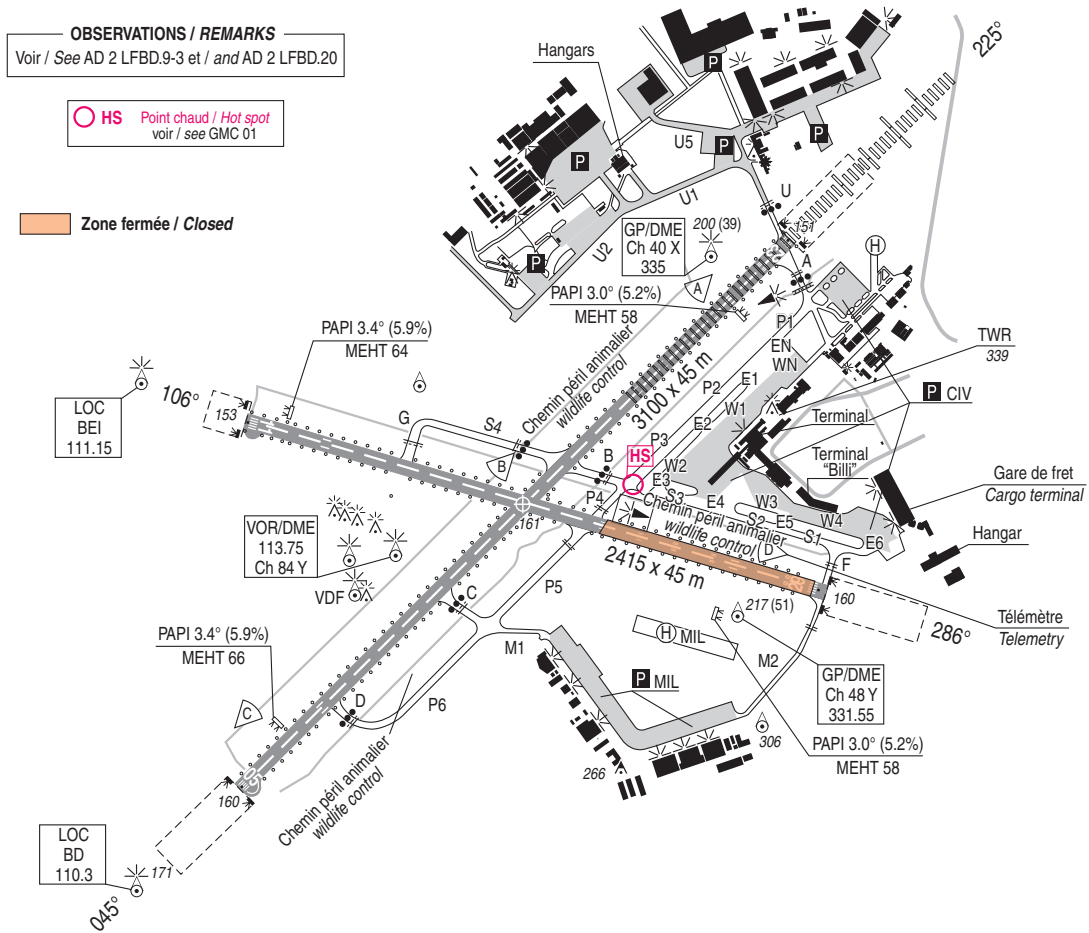 OBSERVATIONS / REMARKS
Voir / See AD 2 LFBD.9-3 et / and AD 2 LFBD.20
HS Point chaud / Hot spot
voir / see GMC 01
Zone fermée / Closed
Hangars
P
P
P
P
P
P
U5
U1
U2
U
225°
151
200 (39)
GP/DME
Ch 40 X
335
A
A
H
PAPI 3.0° (5.2%)
MEHT 58
P1
EN
WN
TWR
339
PAPI 3.4° (5.9%)
MEHT 64
Chemin péril animalier
wildlife control
3100 x 45 m
P2
E1
W1
E2
P CIV
LOC
BEI
111.15
106°
153
G
S4
B
B
P3
HS
W2
E3
S3
P4
Terminal
Terminal
"Billi"
E4
W3
S2
E5
S1
W4
E6
Gare de fret
Cargo terminal
Hangar
161
Chemin péril animalier
wildlife control
D
F
VOR/DME
113.75
Ch 84 Y
VDF
2415 x 45 m
160
286°
Télémètre
Telemetry
P5
C
217 (51)
H MIL
M1
M2
PAPI 3.4° (5.9%)
MEHT 66
P MIL
GP/DME
Ch 48 Y
331.55
C
D
P6
306
PAPI 3.0° (5.2%)
MEHT 58
266
Chemin péril animalier
wildlife control
05
160
LOC
BD
110.3
171
045°